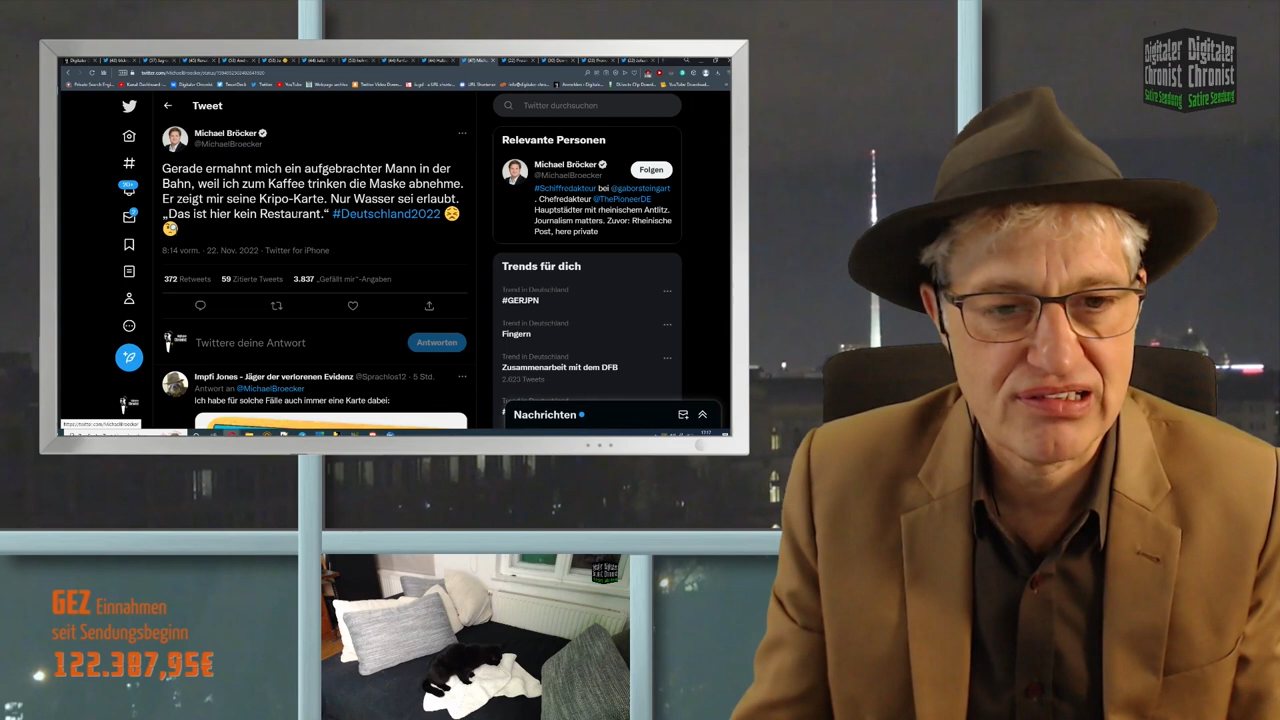 Digitaler
Chronist
Satire Sendung
Digitaler
Chronist
Satire Sendung
Tweet
Twitter durchsuchen
Michael Bröcker
@MichaelBroecker
Gerade ermahnt mich ein aufgebrachter Mann in der
Bahn, weil ich zum Kaffee trinken die Maske abnehme.
Er zeigt mir seine Kripo-Karte. Nur Wasser sei erlaubt.
„Das ist hier kein Restaurant.“ #Deutschland2022
8:14 vorm. · 22. Nov. 2022 · Twitter for iPhone
372 Retweets 59 Zitierte Tweets 3.837 „Gefällt mir“-Angaben
Twittere deine Antwort
Antworten
Impfi Jones - Jäger der verlorenen Evidenz @Sprachlos12 · 5 Std.
Antwort an @MichaelBroecker
Ich habe für solche Fälle auch immer eine Karte dabei:
https://twitter.com/MichaelBroecker
Relevante Personen
Michael Bröcker
@MichaelBroecker
Folgen
#Schiffredakteur bei @gaborsteingart
. Chefredakteur @ThePioneerDE
Hauptstädter mit rheinischem Antlitz.
Journalism matters. Zuvor: Rheinische
Post, here private
Trends für dich
Trend in Deutschland
#GERJPN
Trend in Deutschland
Fingern
Trend in Deutschland
Zusammenarbeit mit dem DFB
2.623 Tweets
Nachrichten
17:17
GEZ Einnahmen
seit Sendungsbeginn
122.387,95€